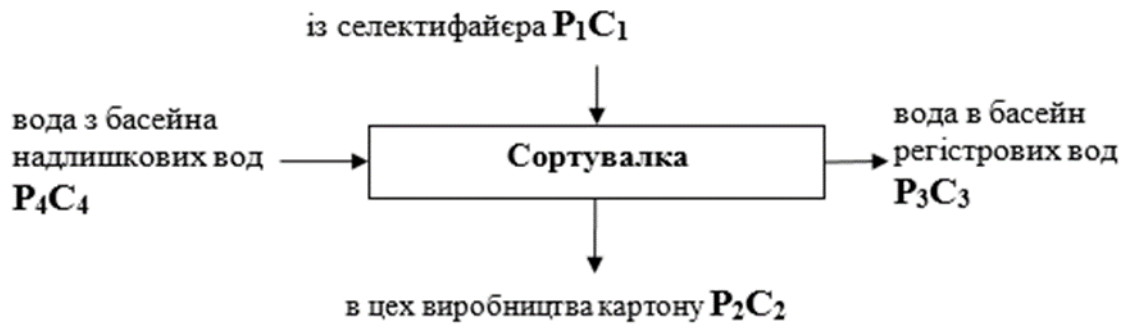 із селектифайєра P₁C₁
вода з басейна
надлишкових вод
P₄C₄
Сортувалка
вода в басейн
регістрових вод
P₃C₃
в цех виробництва картону P₂C₂